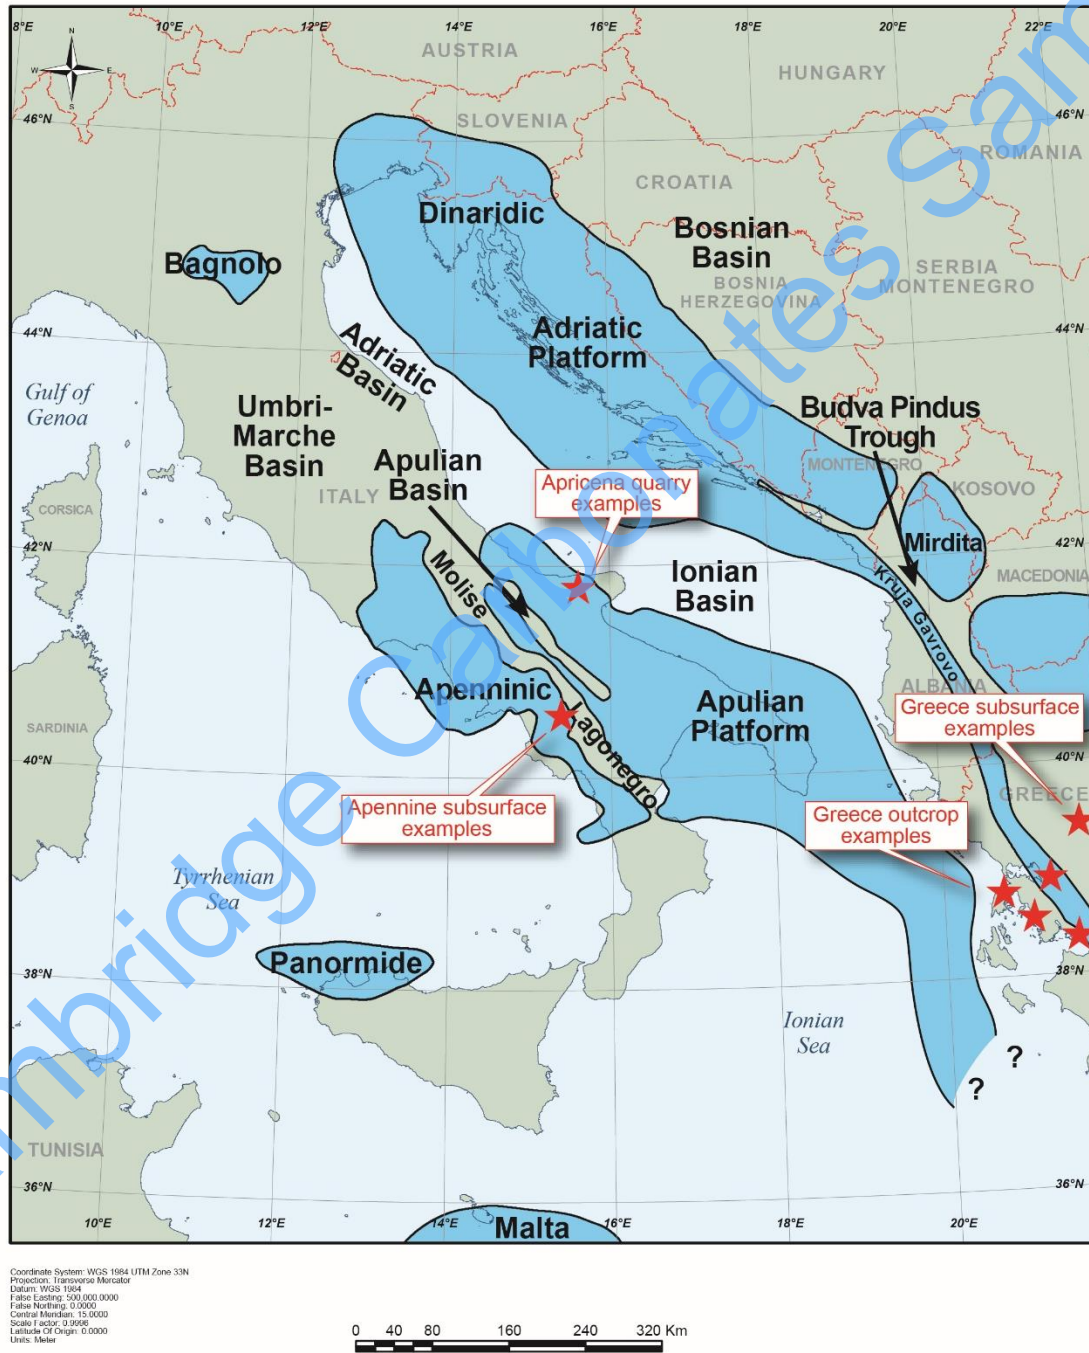 8°E
10°E
12°E
14°E
16°E
18°E
20°E
22°E
N
W
E
S
AUSTRIA
HUNGARY
46°N
46°N
SLOVENIA
ROMANIA
CROATIA
Dinaridic
Bosnian
Basin
Bagnolo
BOSNIA
HERZEGOVINA
SERBIA
MONTENEGRO
44°N
44°N
Adriatic
Platform
Adriatic
Basin
Gulf of
Genoa
Umbri-
Marche
Basin
Budva Pindus
Trough
Apulian
Basin
MONTENEGRO
ITALY
Apricena quarry
examples
KOSOVO
CORSICA
Mirdita
42°N
42°N
Molise
Ionian
Basin
MACEDONIA
Kruja Gavrovo
Apenninic
Apulian
Platform
ALBANIA
Greece subsurface
examples
SARDINIA
Lagonegro
40°N
40°N
GREECE
Apennine subsurface
examples
Greece outcrop
examples
Tyrrhenian
Sea
Panormide
38°N
38°N
Ionian
Sea
?
?
TUNISIA
36°N
36°N
10°E
12°E
14°E
16°E
18°E
20°E
Malta
Coordinate System: WGS 1984 UTM Zone 33N
Projection: Transverse Mercator
Datum: WGS 1984
False Easting: 500,000.0000
False Northing: 0.0000
Central Meridian: 15.0000
Scale Factor: 0.9996
Latitude Of Origin: 0.0000
Units: Meter
0 40 80 160 240 320 Km
mbridge Carbonates Sam